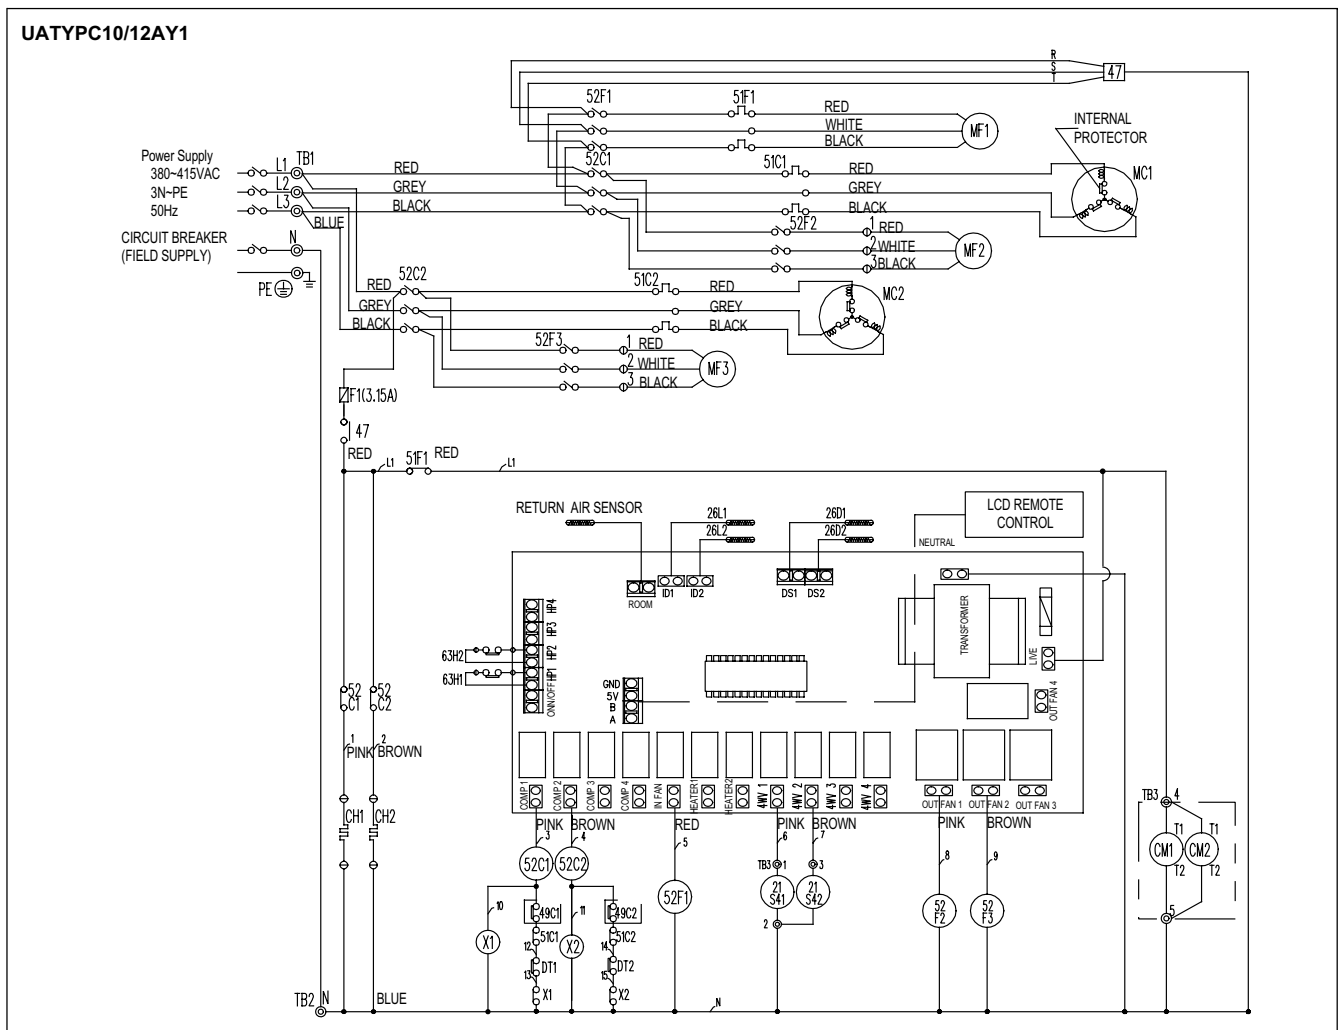 UATYPC10/12AY1
R
S
T
47
52F1
51F1
RED
WHITE
BLACK
MF1
INTERNAL
PROTECTOR
Power Supply
380~415VAC
3N~PE
50Hz
L1
L2
L3
TB1
RED
GREY
BLACK
BLUE
52C1
51C1
RED
GREY
BLACK
MC1
CIRCUIT BREAKER
(FIELD SUPPLY)
N
PE
52F2
1 RED
2 WHITE
3 BLACK
MF2
52C2
RED
GREY
BLACK
51C2
RED
GREY
BLACK
MC2
52F3
1 RED
2 WHITE
3 BLACK
MF3
F1(3.15A)
47
RED
L1
51F1
RED
L1
RETURN AIR SENSOR
26L1
26L2
26D1
26D2
NEUTRAL
LCD REMOTE
CONTROL
ROOM
ID1
ID2
DS1
DS2
TRANSFORMER
LIVE
OUT FAN 4
HP4
HP3
HP2
HP1
ONN/OFF
63H2
63H1
GND
5V
B
A
52
C1
52
C2
1
PINK
2
BROWN
CH1
CH2
COMP 1
COMP 2
COMP 3
COMP 4
IN FAN
HEATER1
HEATER2
4WV 1
4WV 2
4WV 3
4WV 4
OUT FAN 1
OUT FAN 2
OUT FAN 3
PINK
BROWN
RED
PINK
BROWN
PINK
BROWN
3
4
5
6
7
8
9
52C1
52C2
52F1
TB3
1
3
21
S41
21
S42
2
52
F2
52
F3
TB3
4
T1
T1
CM1
CM2
T2
T2
5
10
X1
49C1
51C1
12
DT1
13
X1
11
X2
49C2
51C2
14
DT2
15
X2
TB2
N
BLUE
N